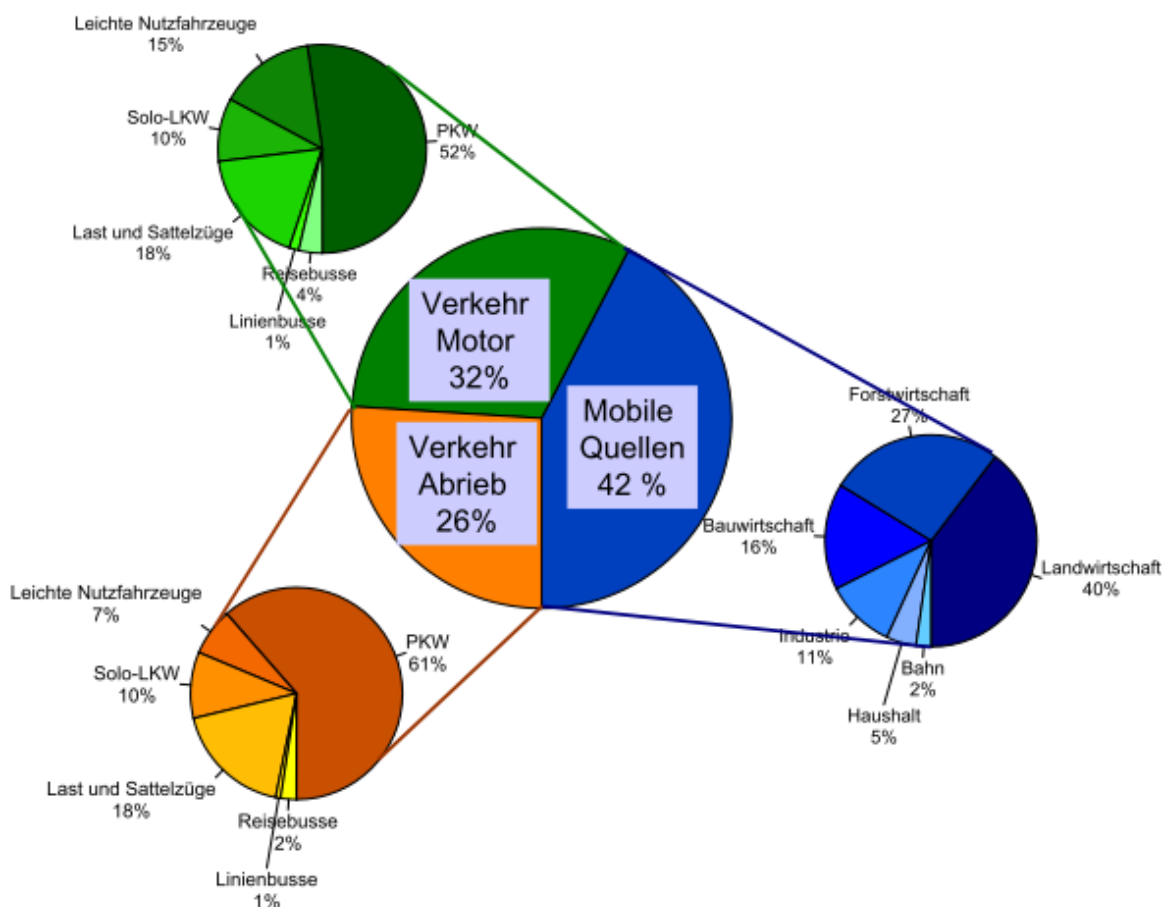 Leichte Nutzfahrzeuge
15%
Solo-LKW
10%
PKW
52%
Last und Sattelzüge
18%
Reisebusse
4%
Linienbusse
1%
Verkehr
Motor
32%
Mobile
Quellen
42 %
Verkehr
Abrieb
26%
Forstwirtschaft
27%
Bauwirtschaft
16%
Landwirtschaft
40%
Industrie
11%
Bahn
2%
Haushalt
5%
Leichte Nutzfahrzeuge
7%
PKW
61%
Solo-LKW
10%
Last und Sattelzüge
18%
Reisebusse
2%
Linienbusse
1%